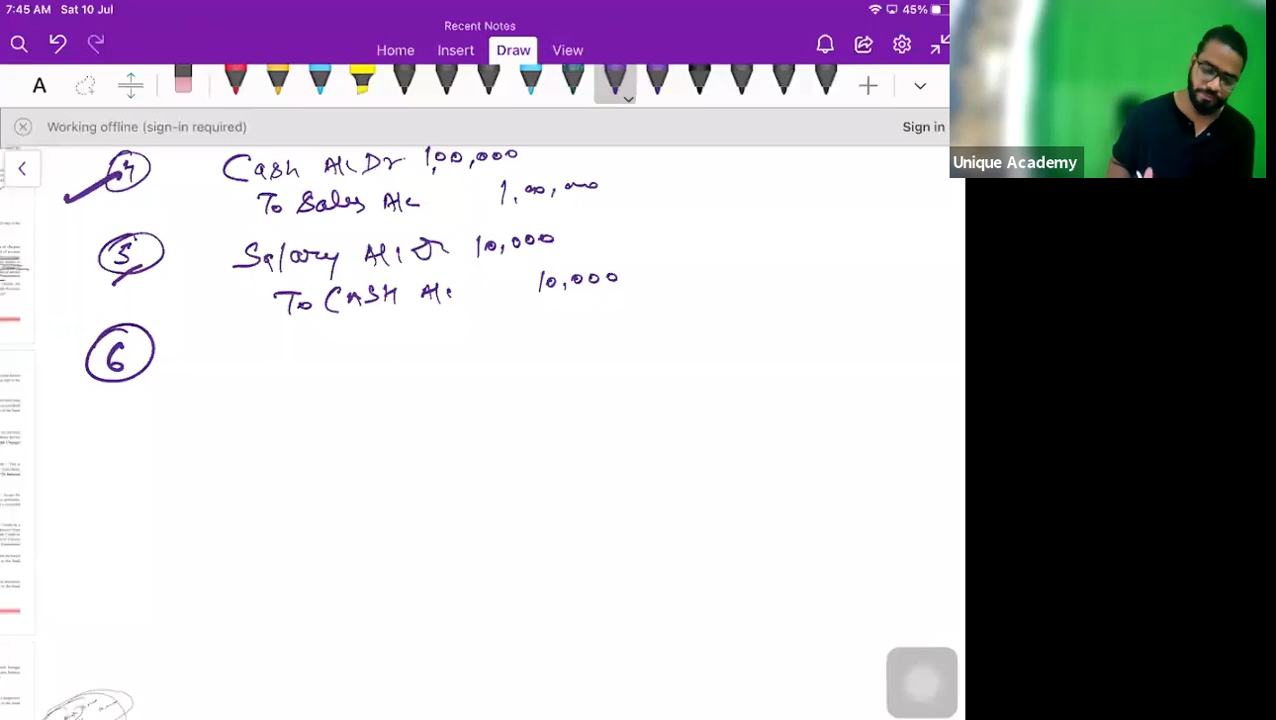 7:45 AM Sat 10 Jul
45%
Recent Notes
Home Insert Draw View
A
Working offline (sign-in required)
Sign in
Unique Academy
4 Cash A/c Dr 1,00,000
To Sales A/c 1,00,000
5 Salary A/c Dr 10,000
To CASH A/c 10,000
6